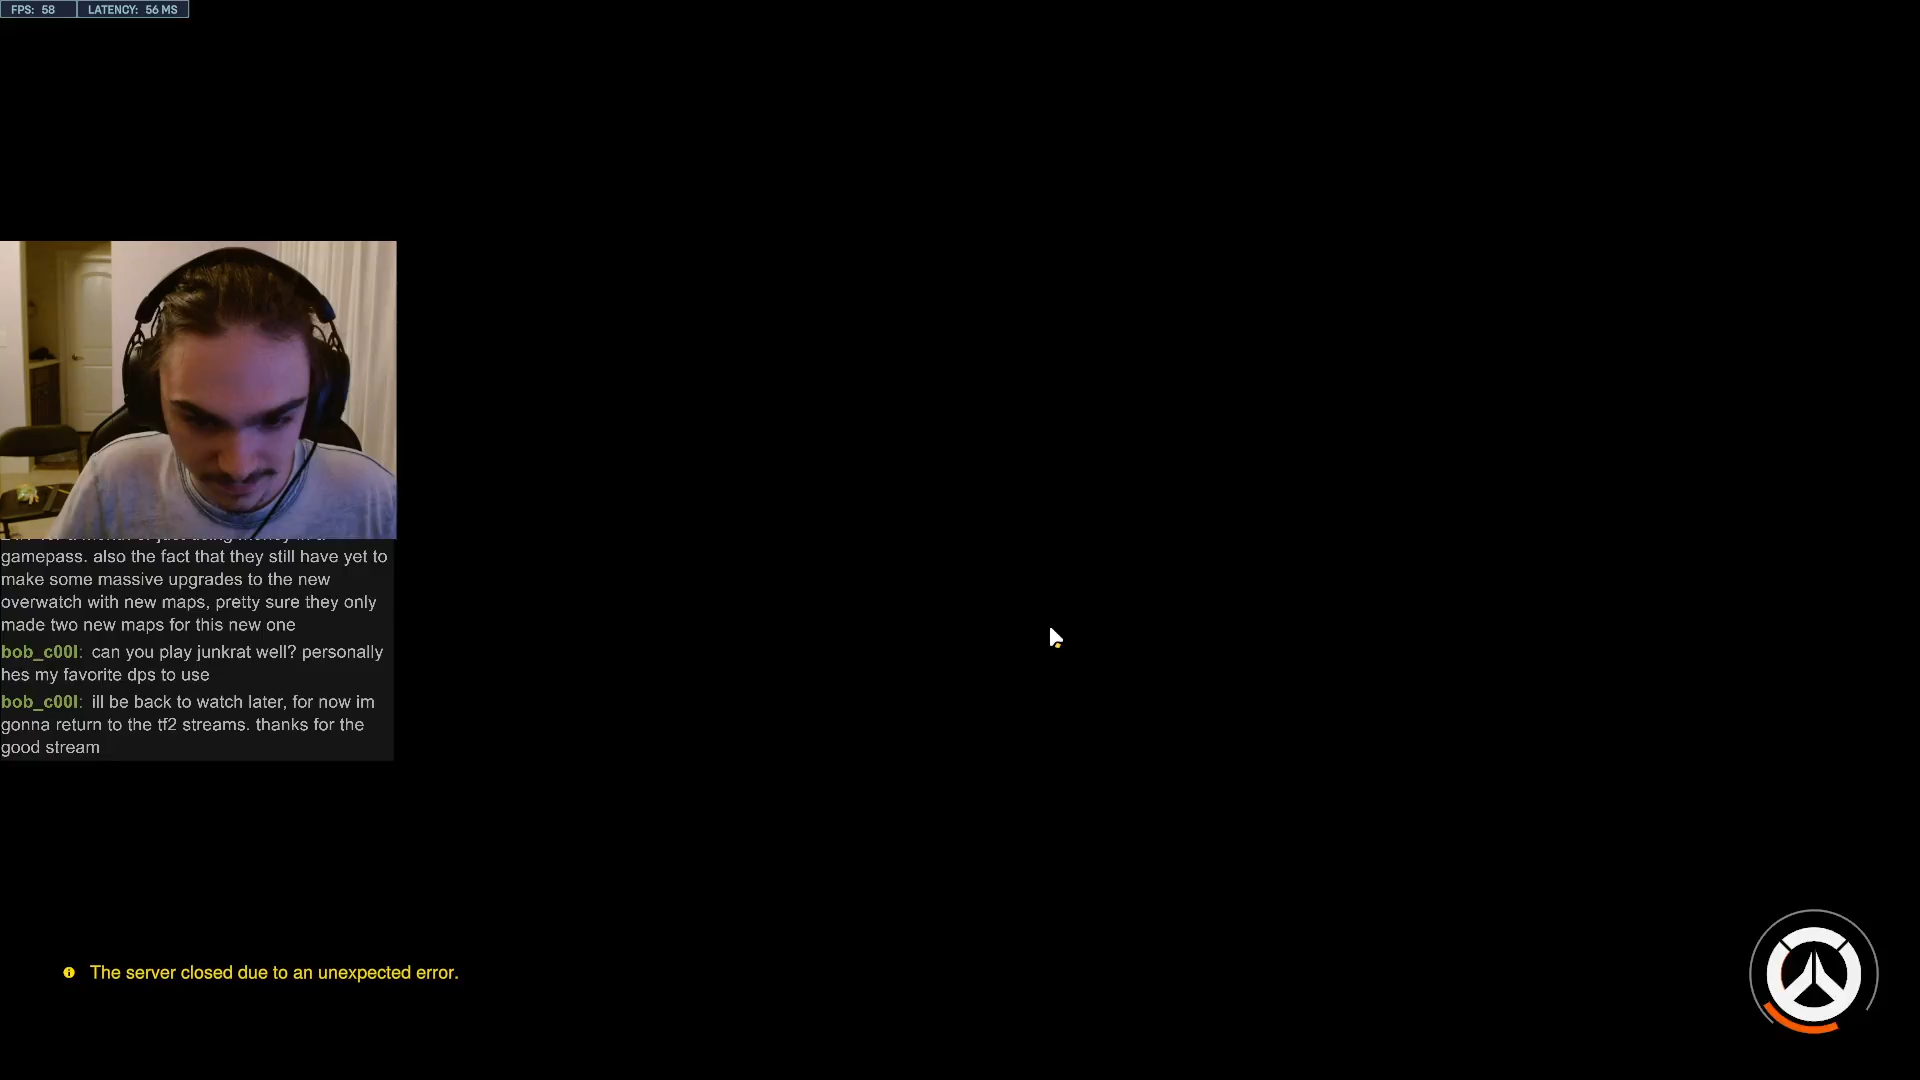 FPS: 58 LATENCY: 56 MS
gamepass. also the fact that they still have yet to
make some massive upgrades to the new
overwatch with new maps, pretty sure they only
made two new maps for this new one
bob_c00l: can you play junkrat well? personally
hes my favorite dps to use
bob_c00l: ill be back to watch later, for now im
gonna return to the tf2 streams. thanks for the
good stream
The server closed due to an unexpected error.